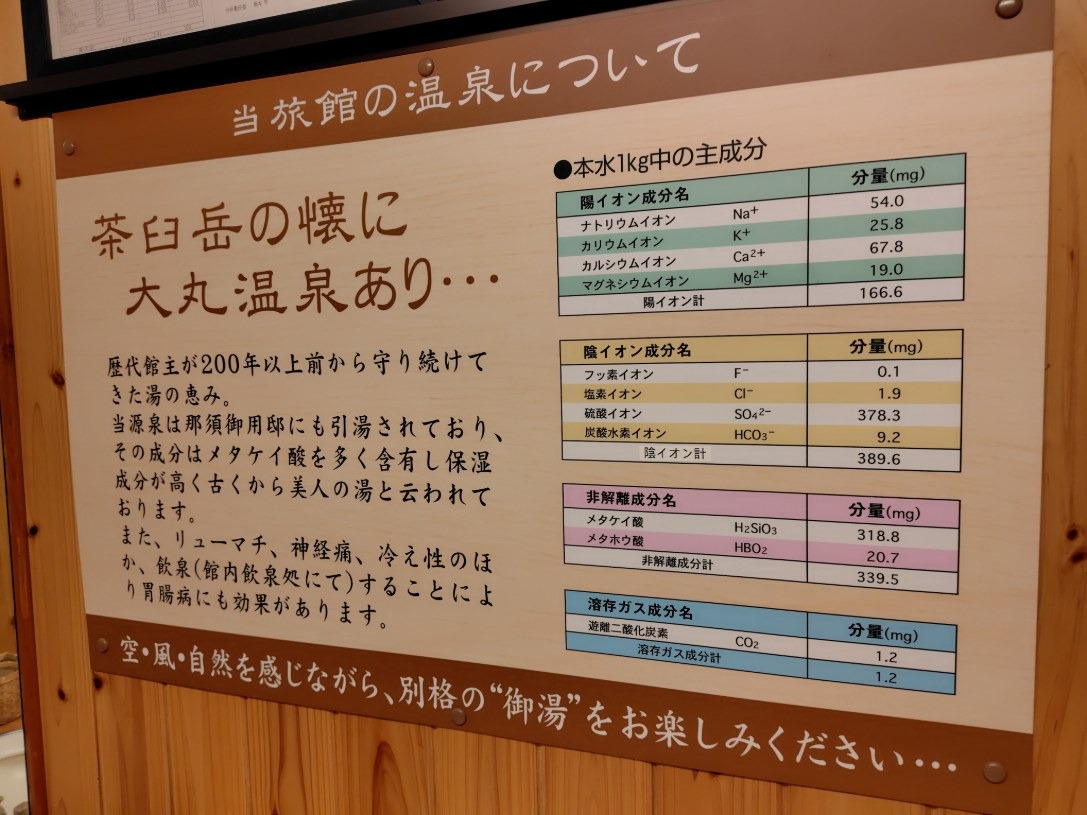 当旅館の温泉について
茶臼岳の懐に
大丸温泉あり・・・
歴代館主が200年以上前から守り続けて
きた湯の恵み。
当源泉は那須御用邸にも引湯されており、
その成分はメタケイ酸を多く含有し保湿
成分が高く古くから美人の湯と云われて
おります。
また、リューマチ、神経痛、冷え性のほ
か、飲泉(館内飲泉処にて)することによ
り胃腸病にも効果があります。
●本水1kg中の主成分
陽イオン成分名 分量(mg)
ナトリウムイオン Na⁺ 54.0
カリウムイオン K⁺ 25.8
カルシウムイオン Ca²⁺ 67.8
マグネシウムイオン Mg²⁺ 19.0
陽イオン計 166.6
陰イオン成分名 分量(mg)
フッ素イオン F⁻ 0.1
塩素イオン Cl⁻ 1.9
硫酸イオン SO₄²⁻ 378.3
炭酸水素イオン HCO₃⁻ 9.2
陰イオン計 389.6
非解離成分名 分量(mg)
メタケイ酸 H₂SiO₃ 318.8
メタホウ酸 HBO₂ 20.7
非解離成分計 339.5
溶存ガス成分名 分量(mg)
遊離二酸化炭素 CO₂ 1.2
溶存ガス成分計 1.2
空・風・自然を感じながら、別格の“御湯”をお楽しみください・・・